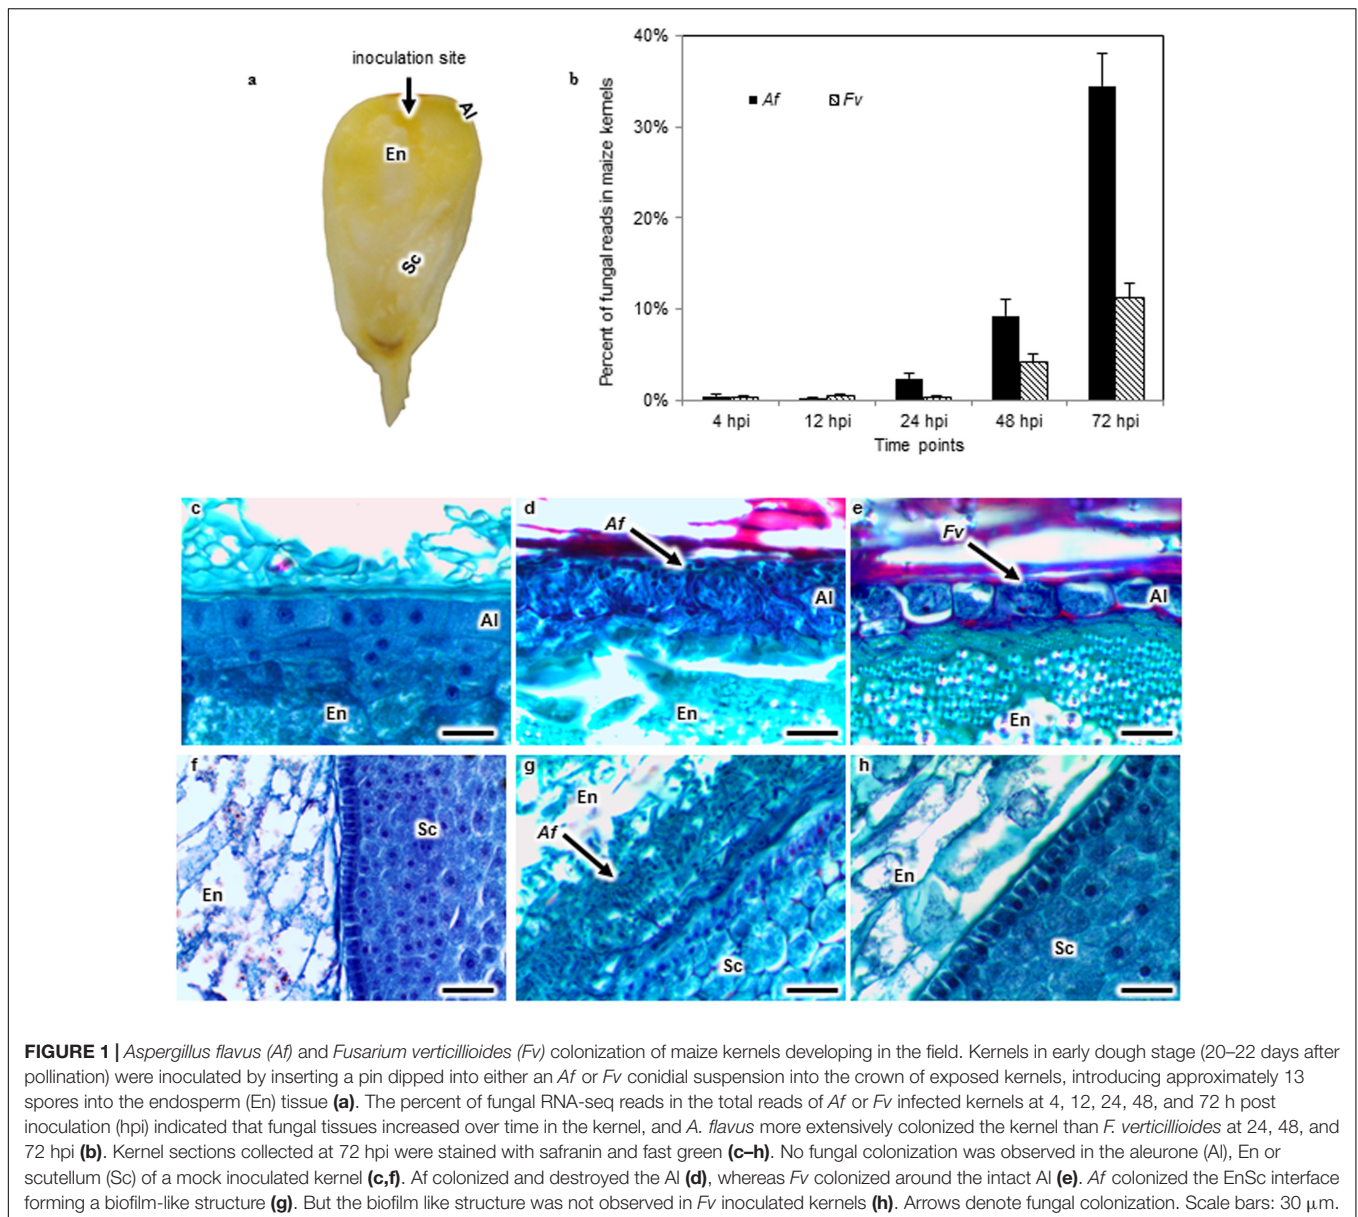 a
inoculation site
Al
En
Sc
b
Percent of fungal reads in maize kernels
40%
30%
20%
10%
0%
Af
Fv
4 hpi
12 hpi
24 hpi
48 hpi
72 hpi
Time points
c
Al
En
d
Af
Al
En
e
Fv
Al
En
f
En
Sc
g
En
Af
Sc
h
En
Sc
FIGURE 1 | Aspergillus flavus (Af) and Fusarium verticillioides (Fv) colonization of maize kernels developing in the field. Kernels in early dough stage (20–22 days after
pollination) were inoculated by inserting a pin dipped into either an Af or Fv conidial suspension into the crown of exposed kernels, introducing approximately 13
spores into the endosperm (En) tissue (a). The percent of fungal RNA-seq reads in the total reads of Af or Fv infected kernels at 4, 12, 24, 48, and 72 h post
inoculation (hpi) indicated that fungal tissues increased over time in the kernel, and A. flavus more extensively colonized the kernel than F. verticillioides at 24, 48, and
72 hpi (b). Kernel sections collected at 72 hpi were stained with safranin and fast green (c–h). No fungal colonization was observed in the aleurone (Al), En or
scutellum (Sc) of a mock inoculated kernel (c,f). Af colonized and destroyed the Al (d), whereas Fv colonized around the intact Al (e). Af colonized the EnSc interface
forming a biofilm-like structure (g). But the biofilm like structure was not observed in Fv inoculated kernels (h). Arrows denote fungal colonization. Scale bars: 30 μm.